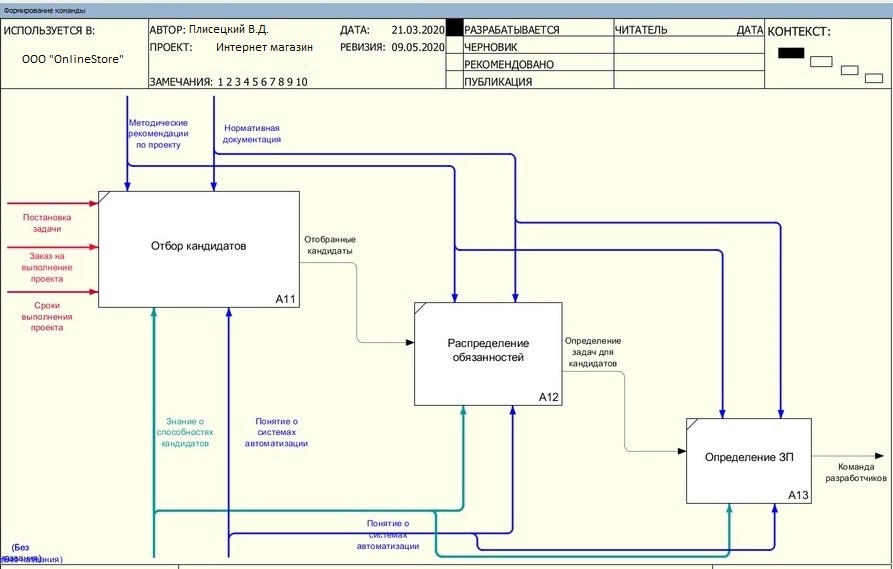 Формирование команды
ИСПОЛЬЗУЕТСЯ В:
ООО "OnlineStore"
АВТОР: Плисецкий В.Д.
ДАТА: 21.03.2020
ПРОЕКТ: Интернет магазин
РЕВИЗИЯ: 09.05.2020
ЗАМЕЧАНИЯ: 1 2 3 4 5 6 7 8 9 10
РАЗРАБАТЫВАЕТСЯ
ЧЕРНОВИК
РЕКОМЕНДОВАНО
ПУБЛИКАЦИЯ
ЧИТАТЕЛЬ
ДАТА
КОНТЕКСТ:
Методические
рекомендации
по проекту
Нормативная
документация
Постановка
задачи
Заказ на
выполнение
проекта
Сроки
выполнения
проекта
Отбор кандидатов
A11
Отобранные
кандидаты
Распределение
обязанностей
A12
Определение
задач для
кандидатов
Определение ЗП
A13
Команда
разработчиков
Знание о
способностях
кандидатов
Понятие о
системах
автоматизации
Понятие о
системах
автоматизации
(Без
названия)